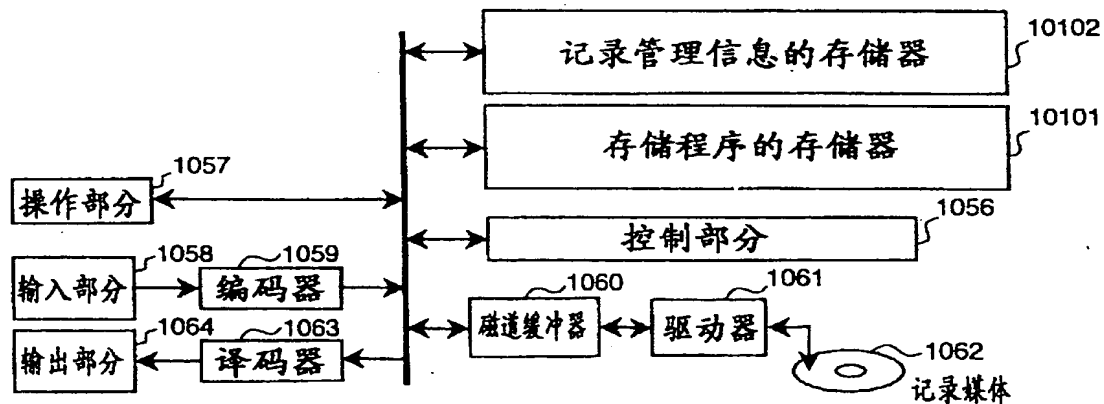 记录管理信息的存储器
10102
存储程序的存储器
10101
操作部分
1057
控制部分
1056
输入部分
1058
编码器
1059
磁道缓冲器
1060
驱动器
1061
输出部分
1064
译码器
1063
1062
记录媒体